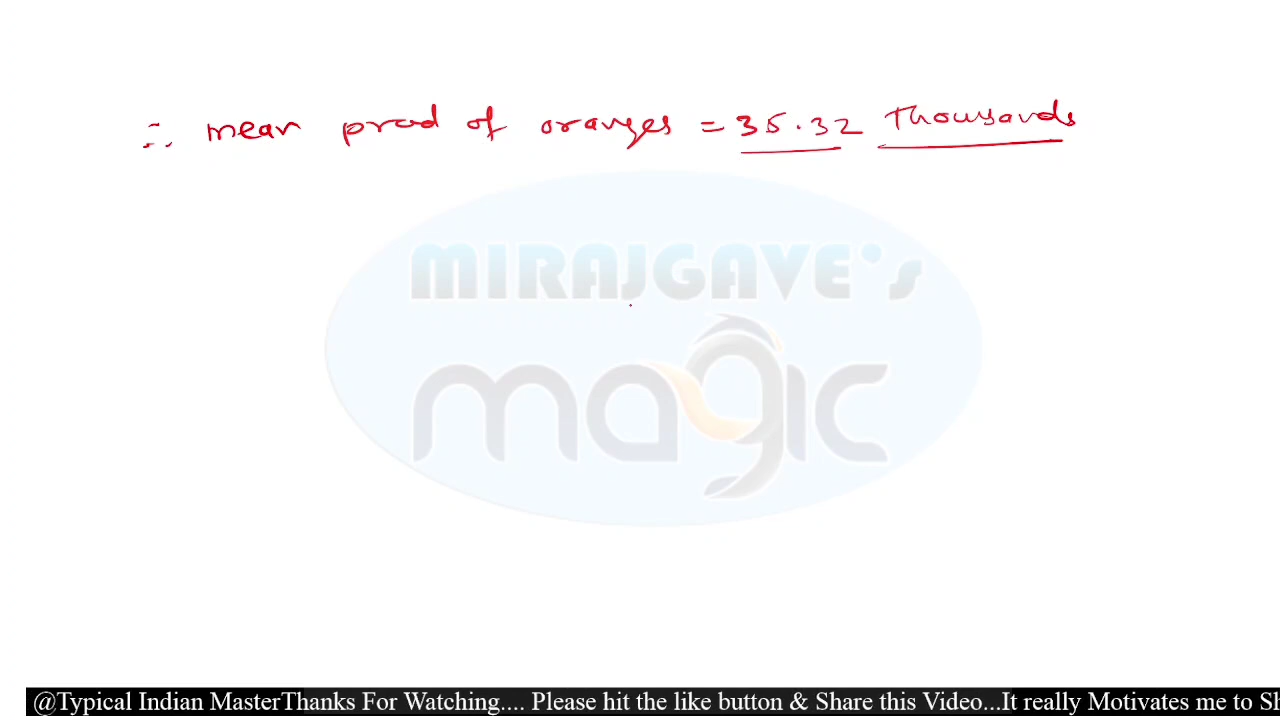 ∴ mean prod of oranges = 35.32 Thousands
MIRAJGAVE's
magic
@Typical Indian MasterThanks For Watching.... Please hit the like button & Share this Video...It really Motivates me to Sh